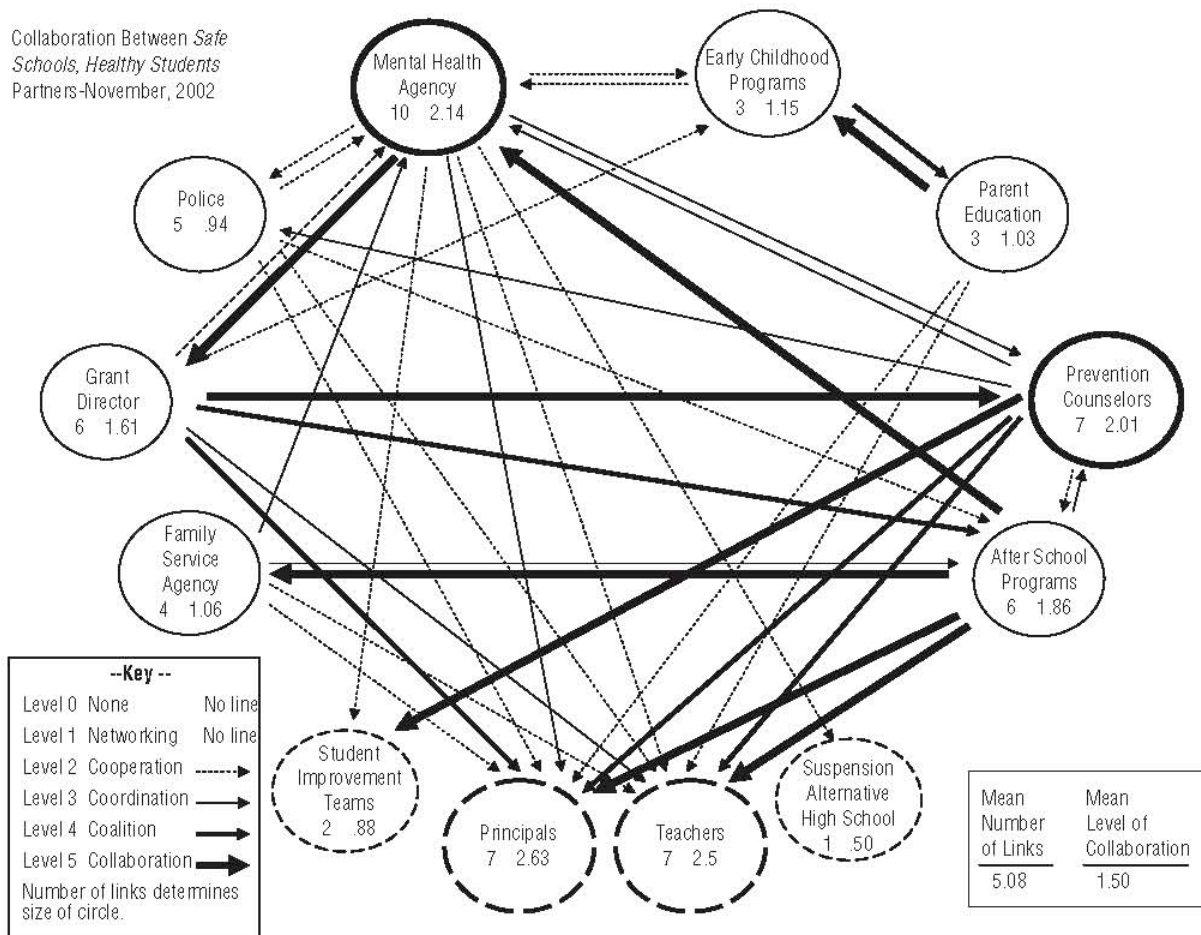 Collaboration Between Safe
Schools, Healthy Students
Partners-November, 2002
Mental Health
Agency
10 2.14
Early Childhood
Programs
3 1.15
Police
5 .94
Parent
Education
3 1.03
Grant
Director
6 1.61
Prevention
Counselors
7 2.01
Family
Service
Agency
4 1.06
After School
Programs
6 1.86
--Key --
Level 0 None No line
Level 1 Networking No line
Level 2 Cooperation
Level 3 Coordination
Level 4 Coalition
Level 5 Collaboration
Number of links determines
size of circle.
Student
Improvement
Teams
2 .88
Principals
7 2.63
Teachers
7 2.5
Suspension
Alternative
High School
1 .50
Mean
Number
of Links
5.08
Mean
Level of
Collaboration
1.50